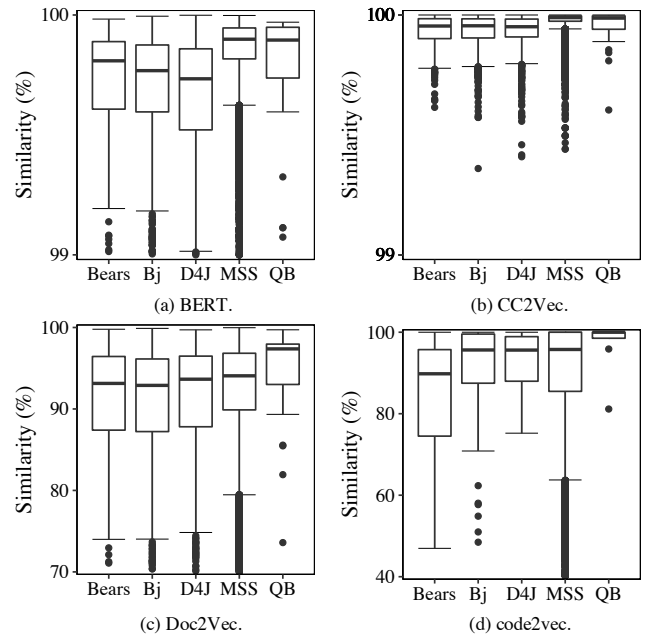 100
99
Similarity (%)
Bears Bj D4J MSS QB
(a) BERT.
100
99
Similarity (%)
Bears Bj D4J MSS QB
(b) CC2Vec.
100
90
80
70
Similarity (%)
Bears Bj D4J MSS QB
(c) Doc2Vec.
100
80
60
40
Similarity (%)
Bears Bj D4J MSS QB
(d) code2vec.